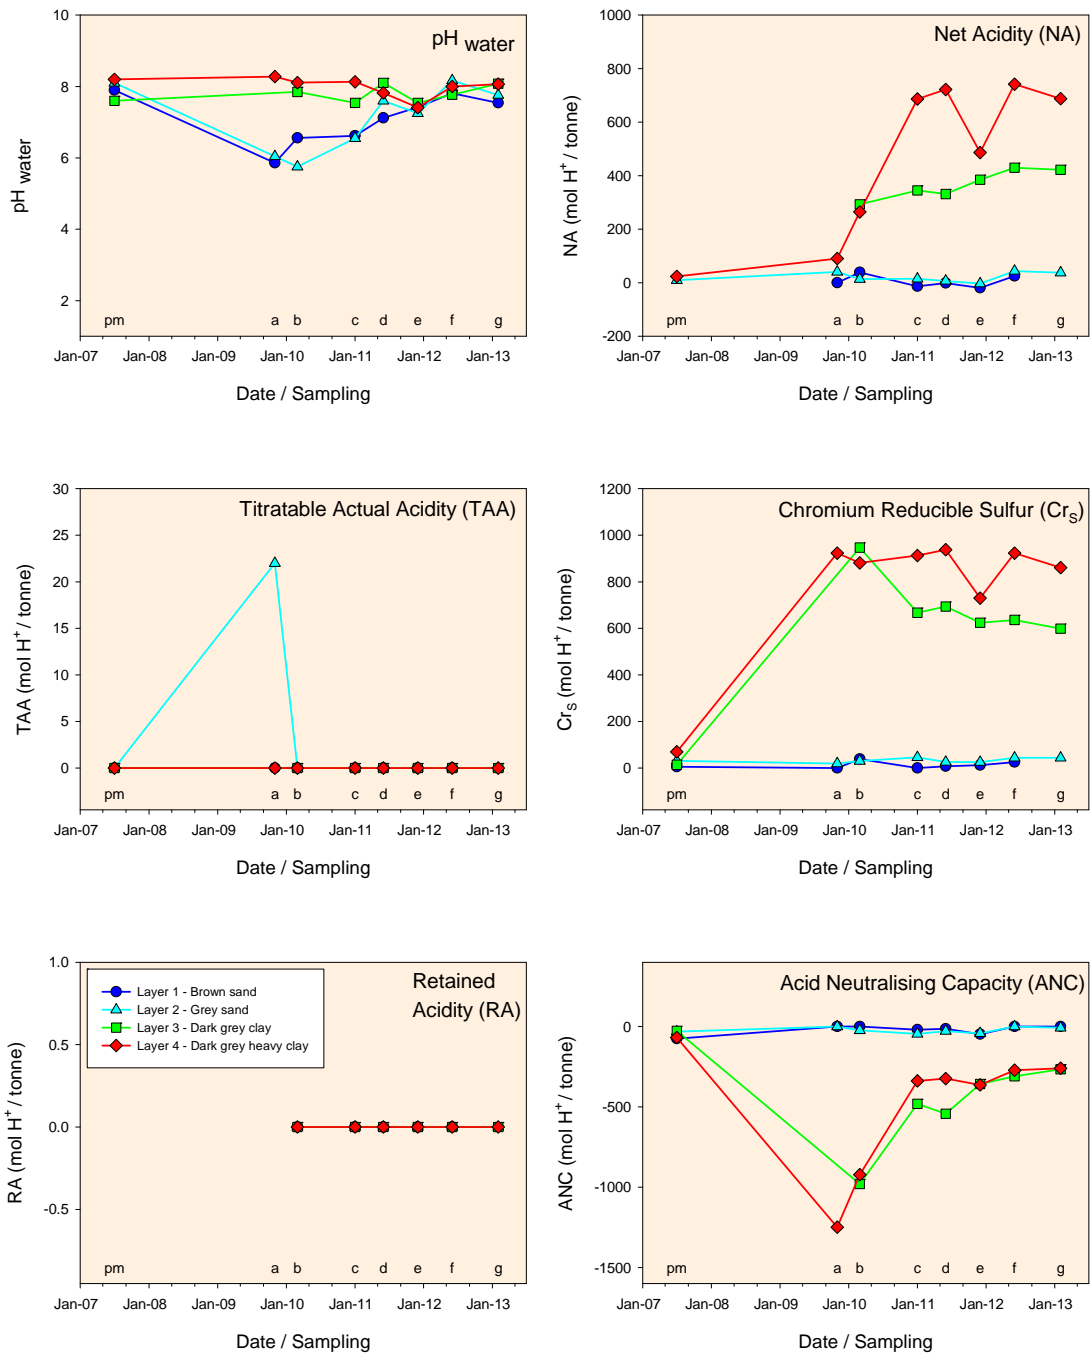 pH water
10
8
6
4
2
pH water
pm a b c d e f g
Jan-07 Jan-08 Jan-09 Jan-10 Jan-11 Jan-12 Jan-13
Date / Sampling
Net Acidity (NA)
1000
800
600
400
200
0
-200
NA (mol H+ / tonne)
pm a b c d e f g
Jan-07 Jan-08 Jan-09 Jan-10 Jan-11 Jan-12 Jan-13
Date / Sampling
Titratable Actual Acidity (TAA)
30
25
20
15
10
5
0
TAA (mol H+ / tonne)
pm a b c d e f g
Jan-07 Jan-08 Jan-09 Jan-10 Jan-11 Jan-12 Jan-13
Date / Sampling
Chromium Reducible Sulfur (CrS)
1200
1000
800
600
400
200
0
CrS (mol H+ / tonne)
pm a b c d e f g
Jan-07 Jan-08 Jan-09 Jan-10 Jan-11 Jan-12 Jan-13
Date / Sampling
Retained
Acidity (RA)
Layer 1 - Brown sand
Layer 2 - Grey sand
Layer 3 - Dark grey clay
Layer 4 - Dark grey heavy clay
1.0
0.5
0.0
-0.5
RA (mol H+ / tonne)
pm a b c d e f g
Jan-07 Jan-08 Jan-09 Jan-10 Jan-11 Jan-12 Jan-13
Date / Sampling
Acid Neutralising Capacity (ANC)
0
-500
-1000
-1500
ANC (mol H+ / tonne)
pm a b c d e f g
Jan-07 Jan-08 Jan-09 Jan-10 Jan-11 Jan-12 Jan-13
Date / Sampling